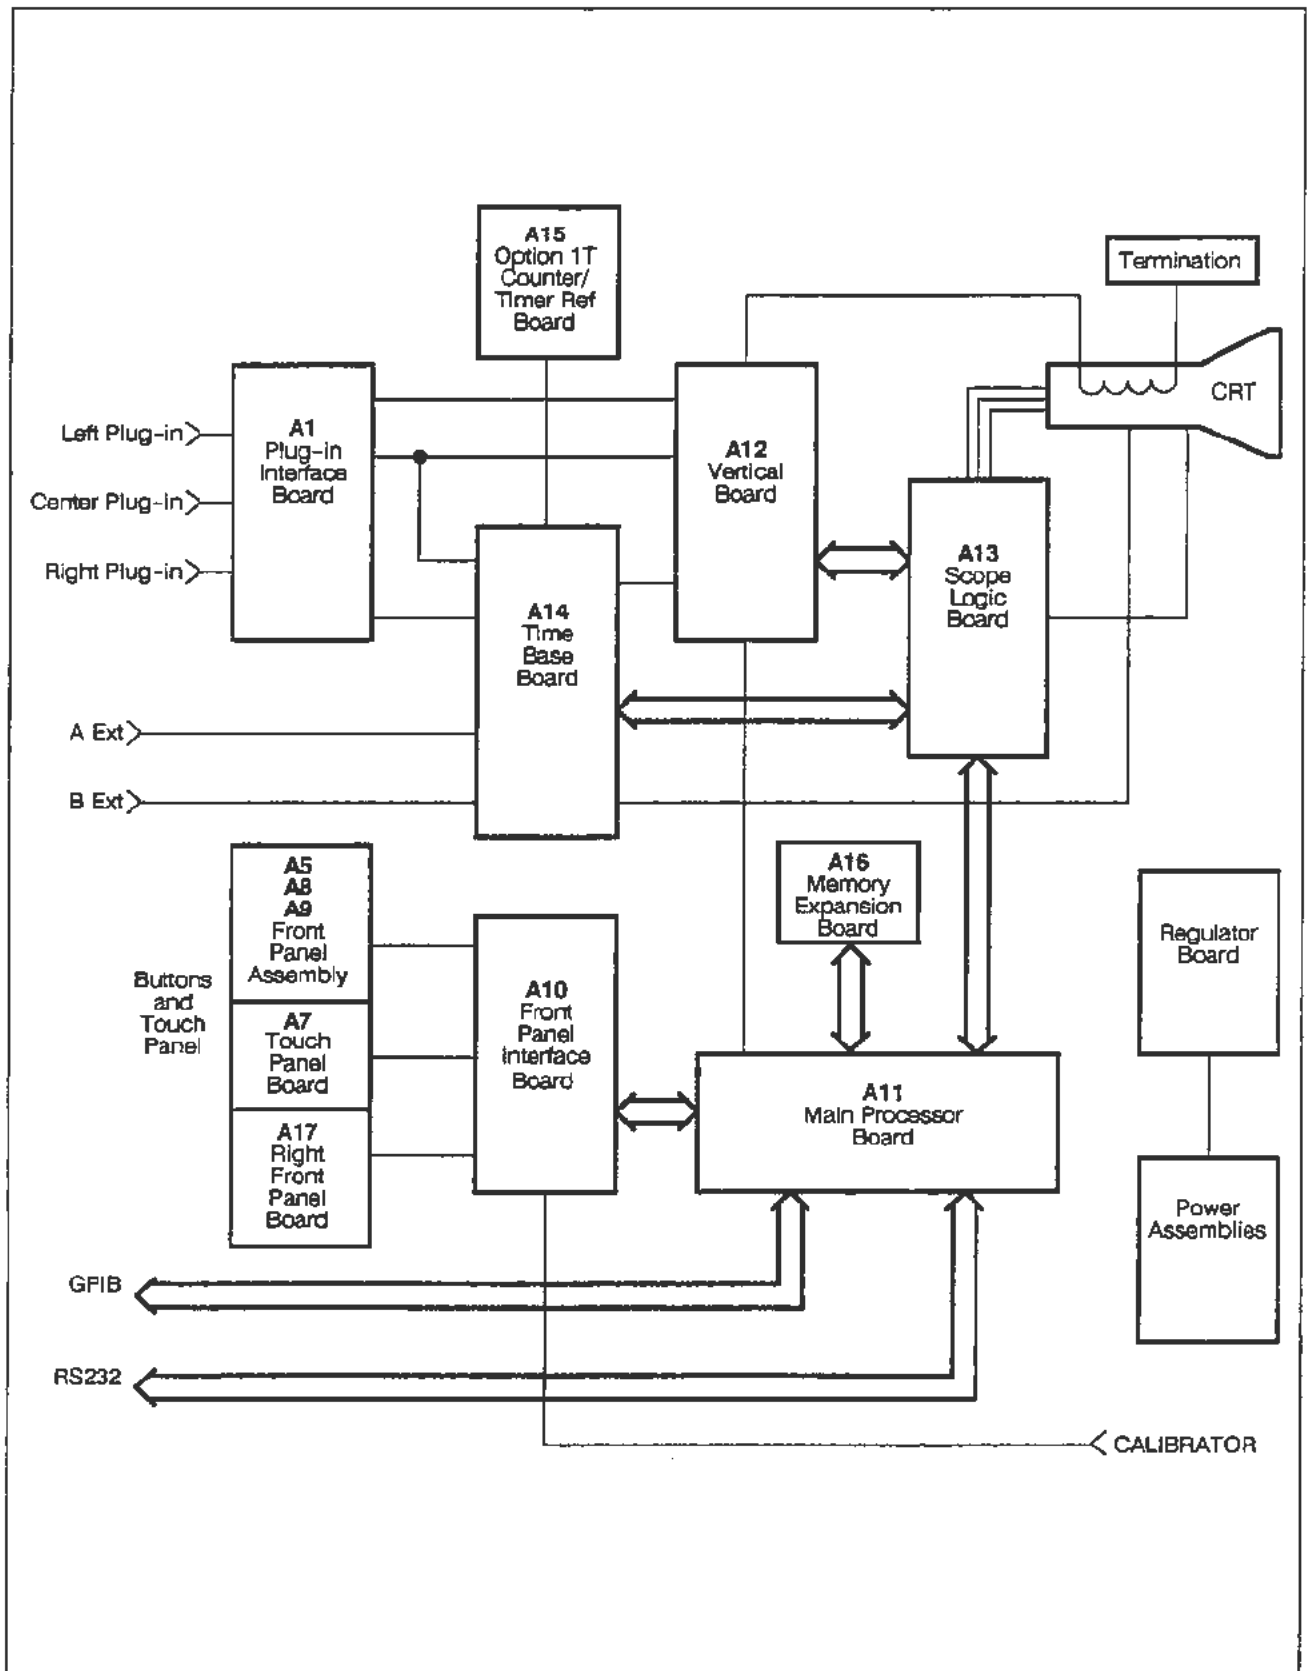 A15
Option 1T
Counter/
Timer Ref
Board
Termination
CRT
A1
Plug-in
Interface
Board
Left Plug-in
Center Plug-in
Right Plug-in
A12
Vertical
Board
A13
Scope
Logic
Board
A14
Time
Base
Board
A Ext
B Ext
A5
A8
A9
Front
Panel
Assembly
Buttons
and
Touch
Panel
A7
Touch
Panel
Board
A17
Right
Front
Panel
Board
A10
Front
Panel
Interface
Board
A16
Memory
Expansion
Board
A11
Main Processor
Board
Regulator
Board
Power
Assemblies
GPIB
RS232
CALIBRATOR